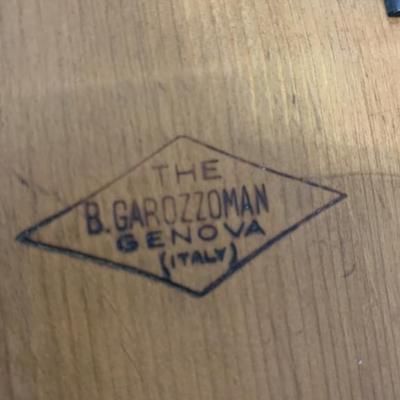 THE
B. GAROZZOMAN
GENOVA
(ITALY)